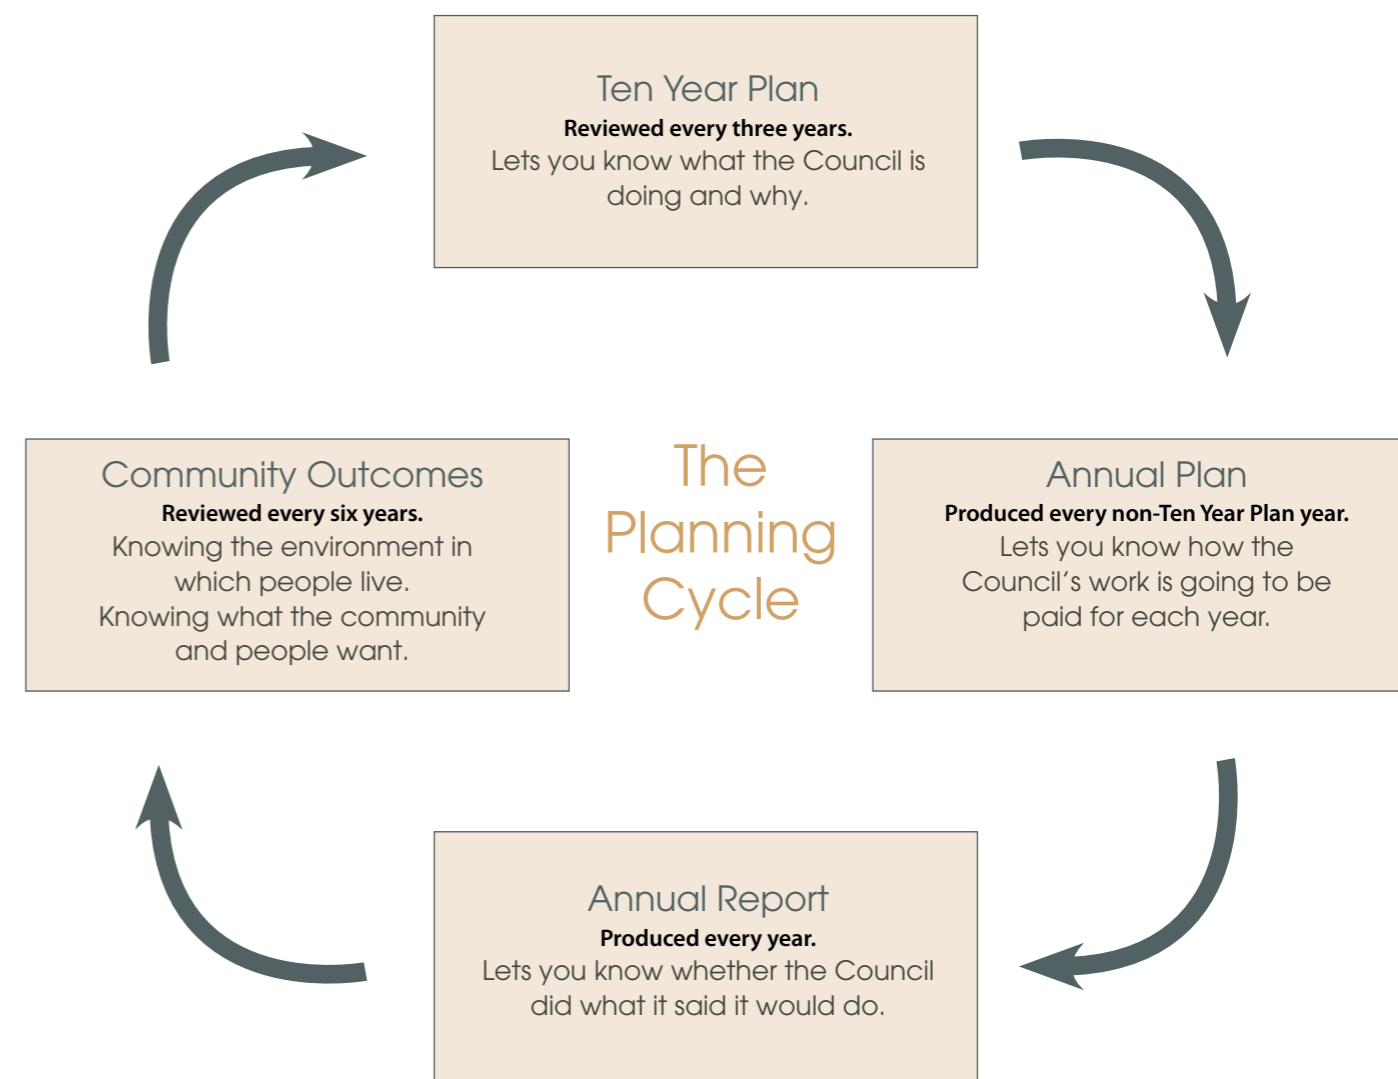 Ten Year Plan
Reviewed every three years.
Lets you know what the Council is
doing and why.
Community Outcomes
Reviewed every six years.
Knowing the environment in
which people live.
Knowing what the community
and people want.
The
Planning
Cycle
Annual Plan
Produced every non-Ten Year Plan year.
Lets you know how the
Council’s work is going to be
paid for each year.
Annual Report
Produced every year.
Lets you know whether the Council
did what it said it would do.